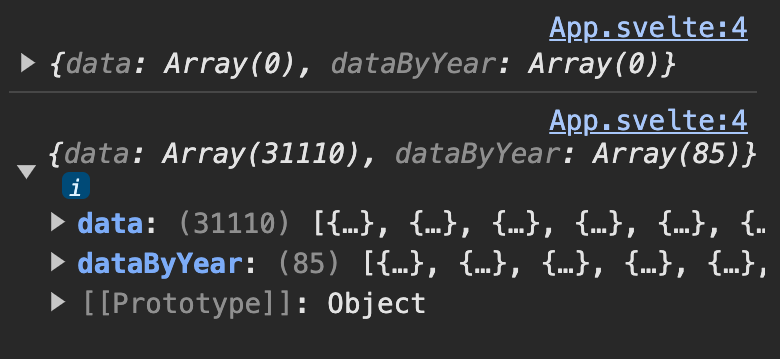 App.svelte:4
▶ {data: Array(0), dataByYear: Array(0)}
App.svelte:4
▼ {data: Array(31110), dataByYear: Array(85)}
i
▶ data: (31110) [{…}, {…}, {…}, {…}, {…}, {…
▶ dataByYear: (85) [{…}, {…}, {…}, {…}, {…},
▶ [[Prototype]]: Object